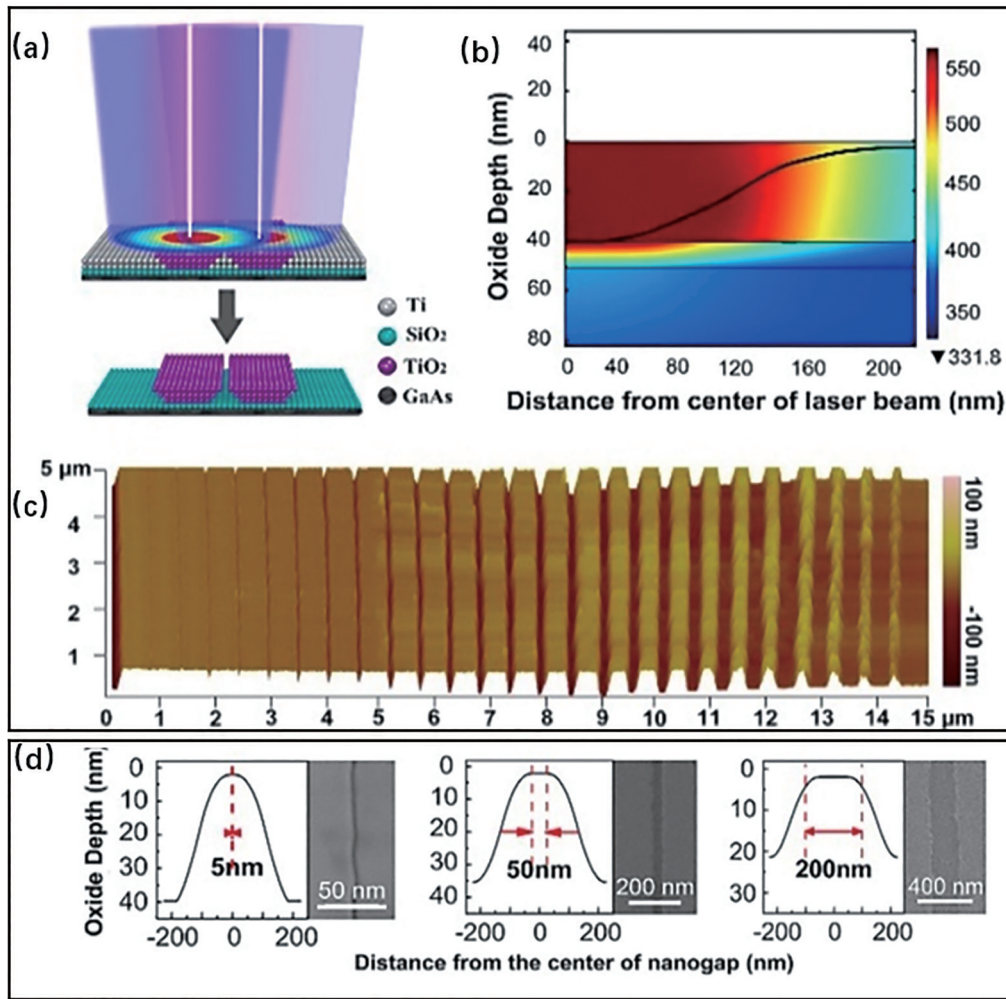 (a)
Ti
SiO₂
TiO₂
GaAs
(b)
Oxide Depth (nm)
40
20
0
20
40
60
80
0 40 80 120 160 200
Distance from center of laser beam (nm)
550
500
450
400
350
▼331.8
(c)
5 μm
4
3
2
1
0 1 2 3 4 5 6 7 8 9 10 11 12 13 14 15 μm
100 nm
-100 nm
(d)
Oxide Depth (nm)
0
10
20
30
40
5nm
50 nm
-200 0 200
0
10
20
30
40
50nm
200 nm
-200 0 200
0
10
20
30
200nm
400 nm
-200 0 200
Distance from the center of nanogap (nm)